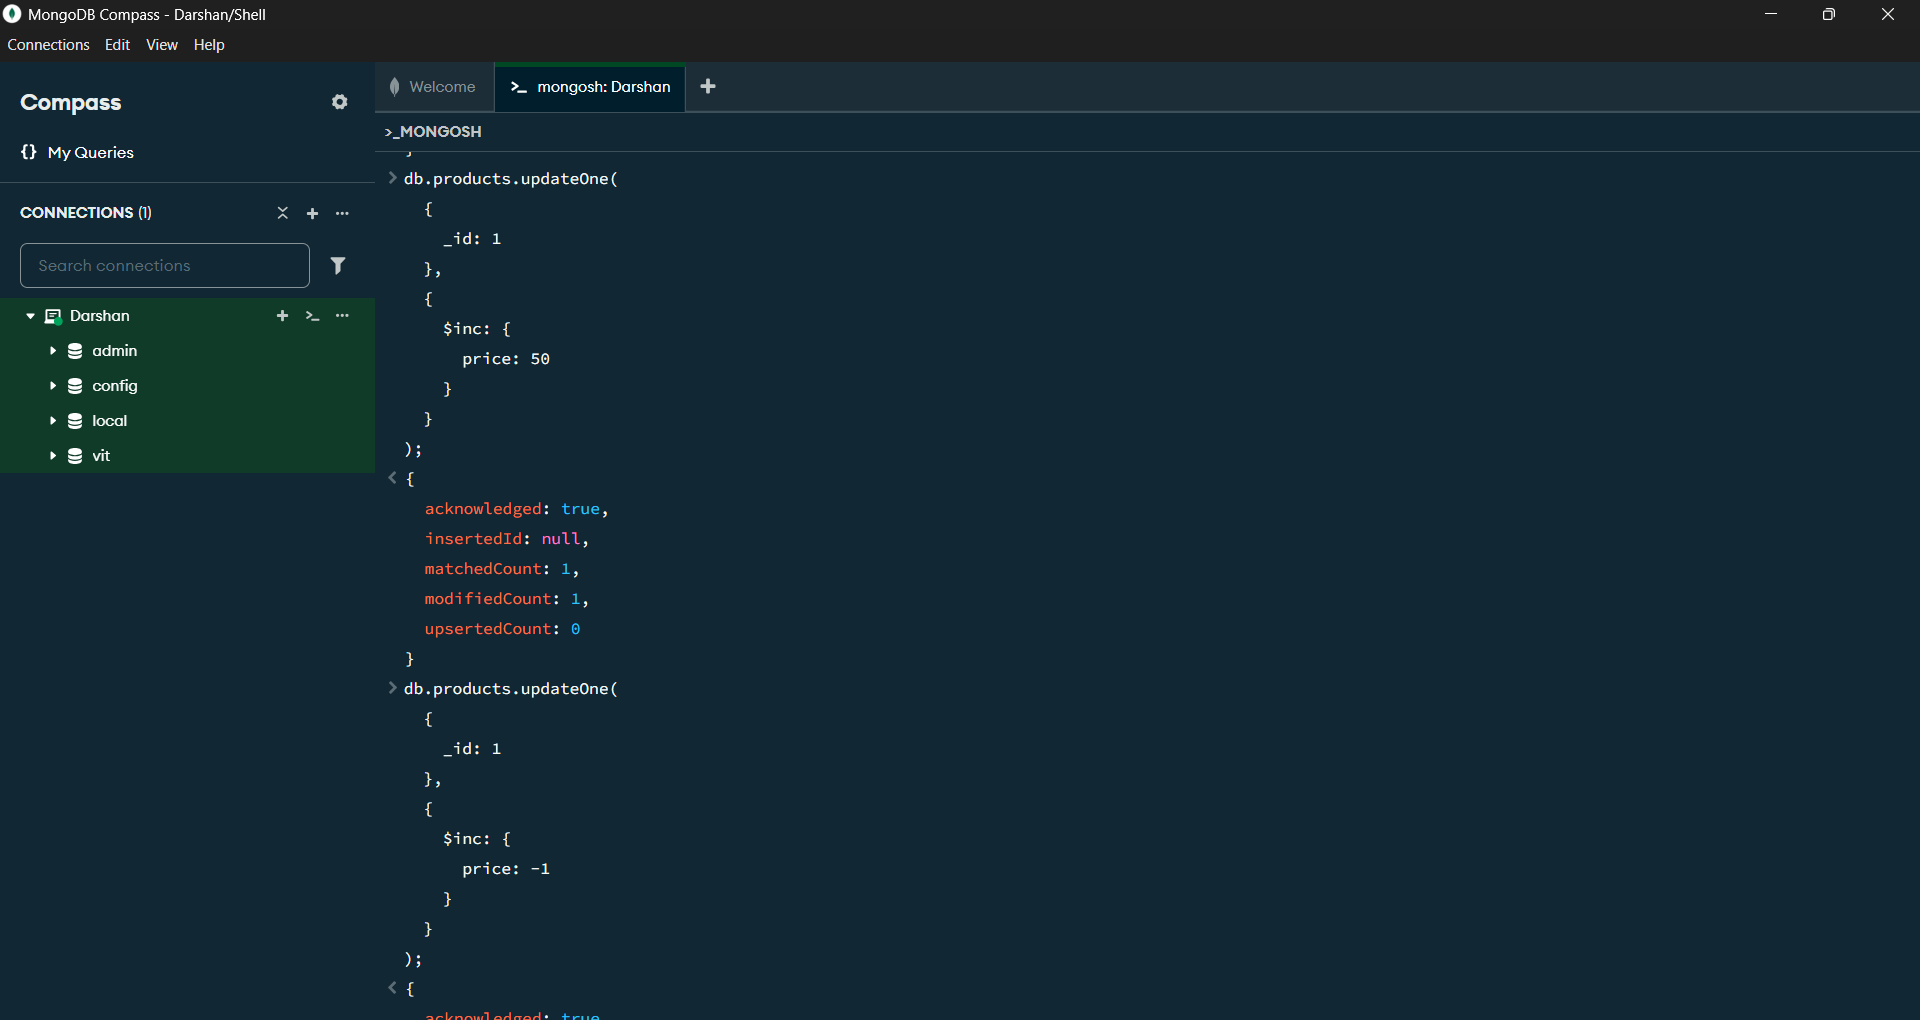 MongoDB Compass - Darshan/Shell
Connections Edit View Help
Compass
{} My Queries
CONNECTIONS (1)
Search connections
Darshan
admin
config
local
vit
Welcome
>_ mongosh: Darshan
>_MONGOSH
}
> db.products.updateOne(
{
_id: 1
},
{
$inc: {
price: 50
}
}
);
< {
acknowledged: true,
insertedId: null,
matchedCount: 1,
modifiedCount: 1,
upsertedCount: 0
}
> db.products.updateOne(
{
_id: 1
},
{
$inc: {
price: -1
}
}
);
< {
acknowledged: true